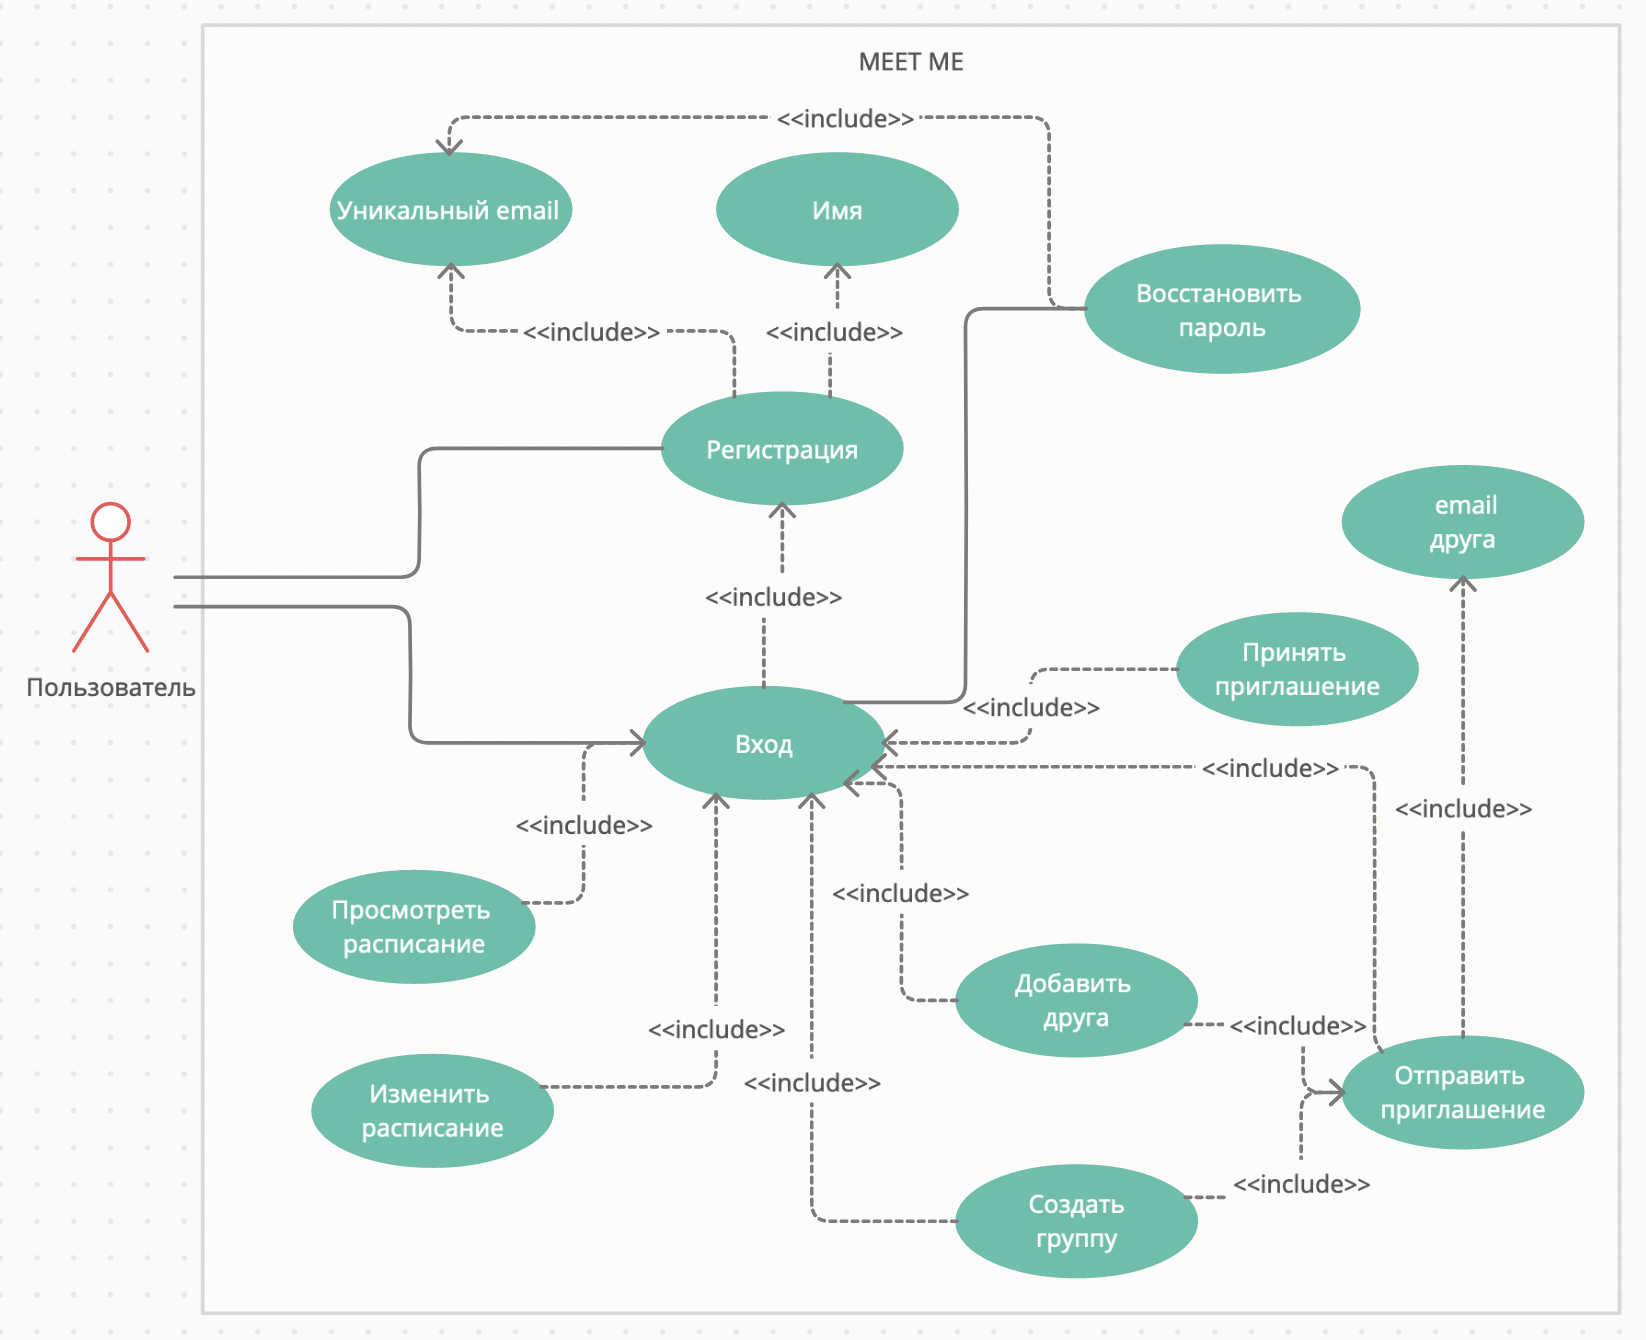 MEET ME
<<include>>
Уникальный email
Имя
Восстановить
пароль
<<include>>
<<include>>
Регистрация
email
друга
<<include>>
Принять
приглашение
Пользователь
<<include>>
Вход
<<include>>
<<include>>
<<include>>
<<include>>
Просмотреть
расписание
Добавить
друга
<<include>>
<<include>>
<<include>>
Изменить
расписание
Отправить
приглашение
<<include>>
Создать
группу